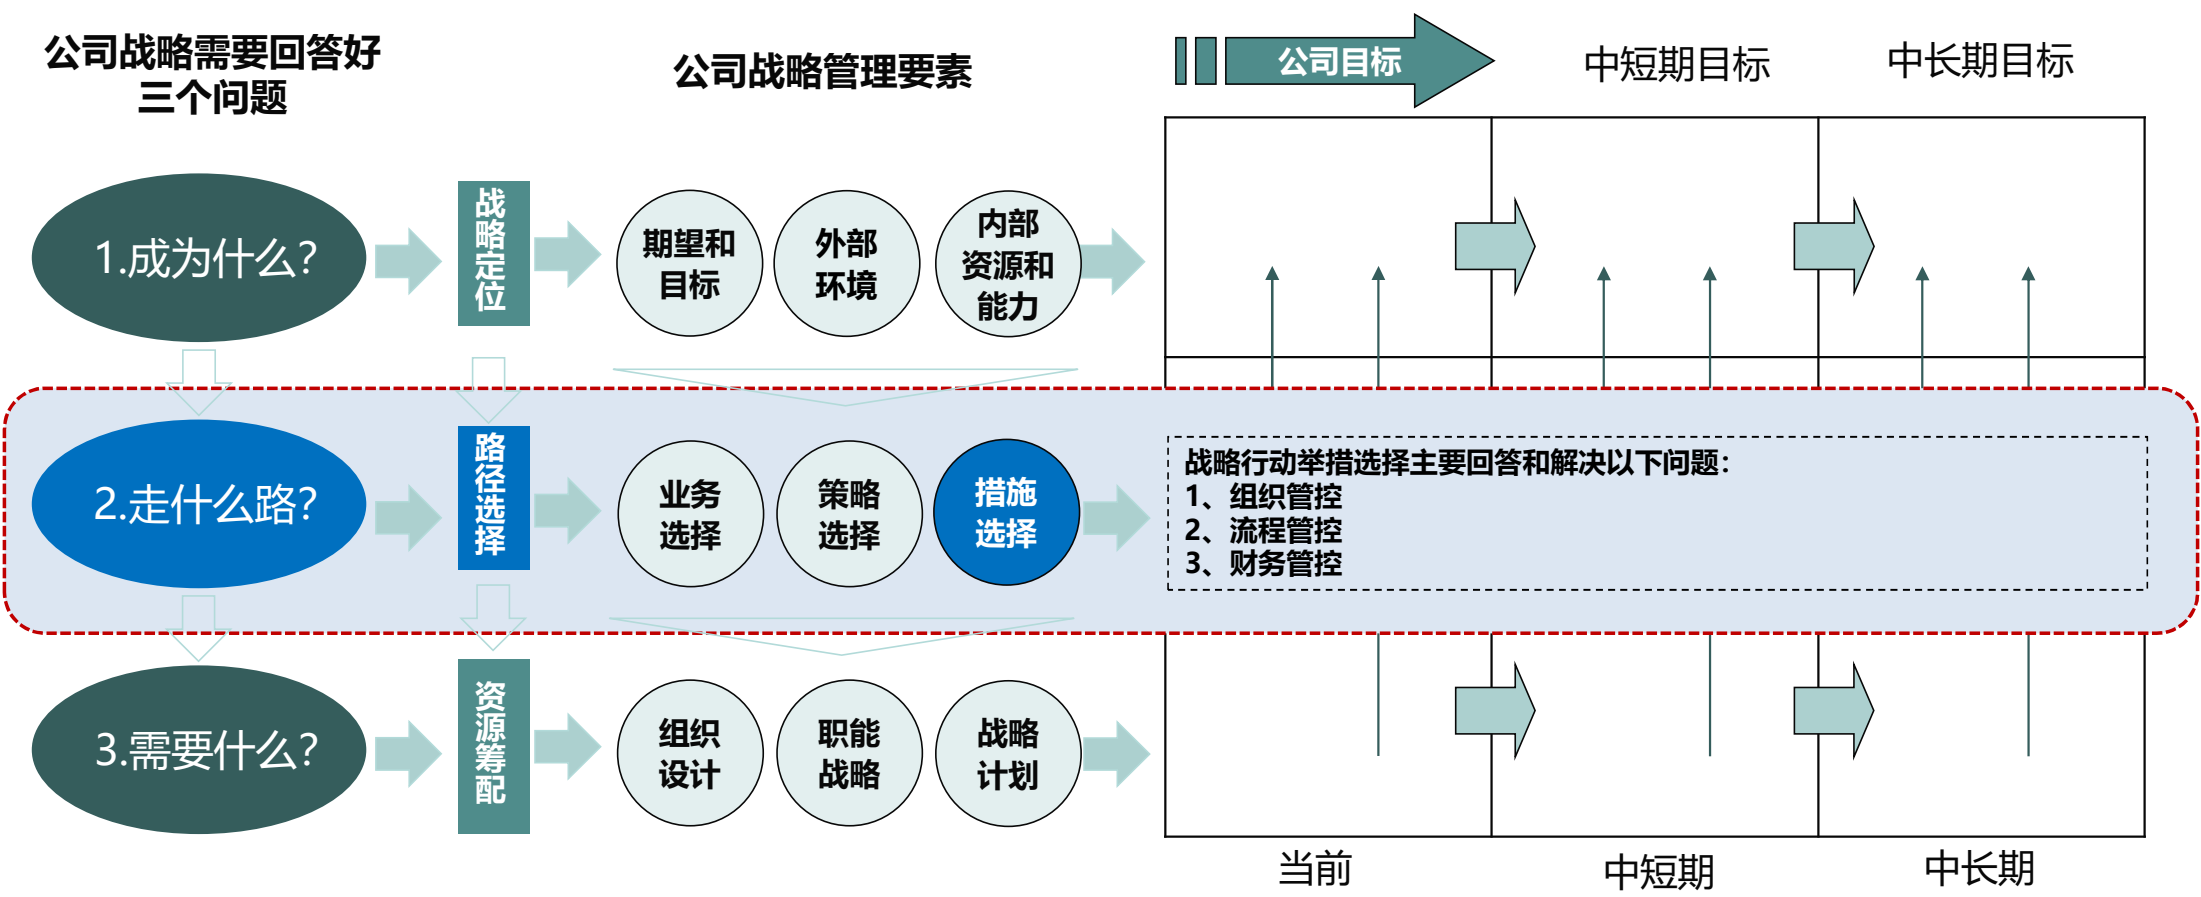 公司战略需要回答好
三个问题
公司战略管理要素
公司目标
中短期目标
中长期目标
1.成为什么?
战略定位
期望和
目标
外部
环境
内部
资源和
能力
2.走什么路?
路径选择
业务
选择
策略
选择
措施
选择
战略行动举措选择主要回答和解决以下问题：
1、组织管控
2、流程管控
3、财务管控
3.需要什么?
资源筹配
组织
设计
职能
战略
战略
计划
当前
中短期
中长期